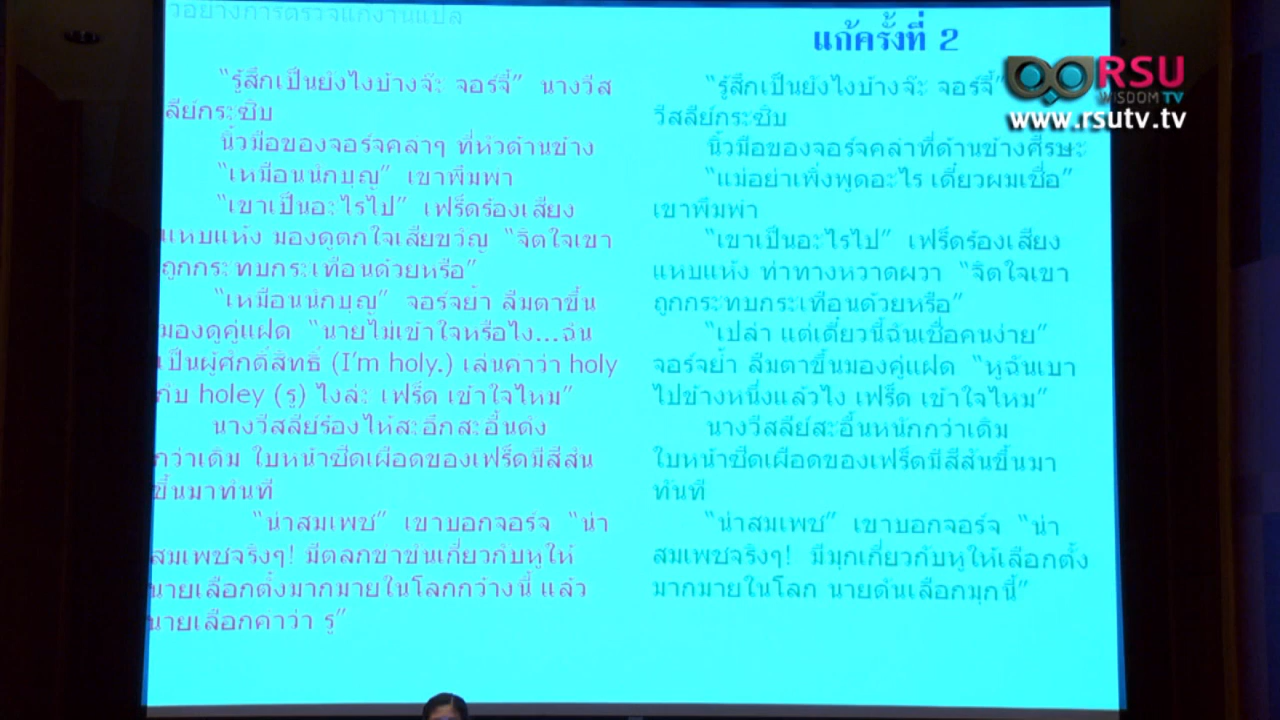 วอย่างการตรวจแก้งานแปล
“รู้สึกเป็นยังไงบ้างจ๊ะ จอร์จี้” นางวีส
ลีย์กระซิบ
นิ้วมือของจอร์จคลำๆ ที่หัวด้านข้าง
“เหมือนนักบุญ” เขาพึมพำ
“เขาเป็นอะไรไป” เฟร็ดร้องเสียง
แหบแห้ง มองดูตกใจเสียขวัญ “จิตใจเขา
ถูกกระทบกระเทือนด้วยหรือ”
“เหมือนนักบุญ” จอร์จย้ำ ลืมตาขึ้น
มองดูคู่แฝด “นายไม่เข้าใจหรือไง...ฉัน
เป็นผู้ศักดิ์สิทธิ์ (I’m holy.) เล่นคำว่า holy
กับ holey (รู) ไงล่ะ เฟร็ด เข้าใจไหม”
นางวีสลีย์ร้องไห้สะอึกสะอื้นดัง
กว่าเดิม ใบหน้าซีดเผือดของเฟร็ดมีสีสัน
ขึ้นมาทันที
“น่าสมเพช” เขาบอกจอร์จ “น่า
สมเพชจริงๆ! มีตลกขำขันเกี่ยวกับหูให้
นายเลือกตั้งมากมายในโลกกว้างนี้ แล้ว
นายเลือกคำว่า รู”
แก้ครั้งที่ 2
“รู้สึกเป็นยังไงบ้างจ๊ะ จอร์จี้”
วีสลีย์กระซิบ
นิ้วมือของจอร์จคลำที่ด้านข้างศีรษะ
“แม่อย่าเพิ่งพูดอะไร เดี๋ยวผมเชื่อ”
เขาพึมพำ
“เขาเป็นอะไรไป” เฟร็ดร้องเสียง
แหบแห้ง ท่าทางหวาดผวา “จิตใจเขา
ถูกกระทบกระเทือนด้วยหรือ”
“เปล่า แต่เดี๋ยวนี้ฉันเชื่อคนง่าย”
จอร์จย้ำ ลืมตาขึ้นมองคู่แฝด “หูฉันเบา
ไปข้างหนึ่งแล้วไง เฟร็ด เข้าใจไหม”
นางวีสลีย์สะอื้นหนักกว่าเดิม
ใบหน้าซีดเผือดของเฟร็ดมีสีสันขึ้นมา
ทันที
“น่าสมเพช” เขาบอกจอร์จ “น่า
สมเพชจริงๆ! มีมุกเกี่ยวกับหูให้เลือกตั้ง
มากมายในโลก นายดันเลือกมุกนี้”
RSU
WISDOM TV
www.rsutv.tv